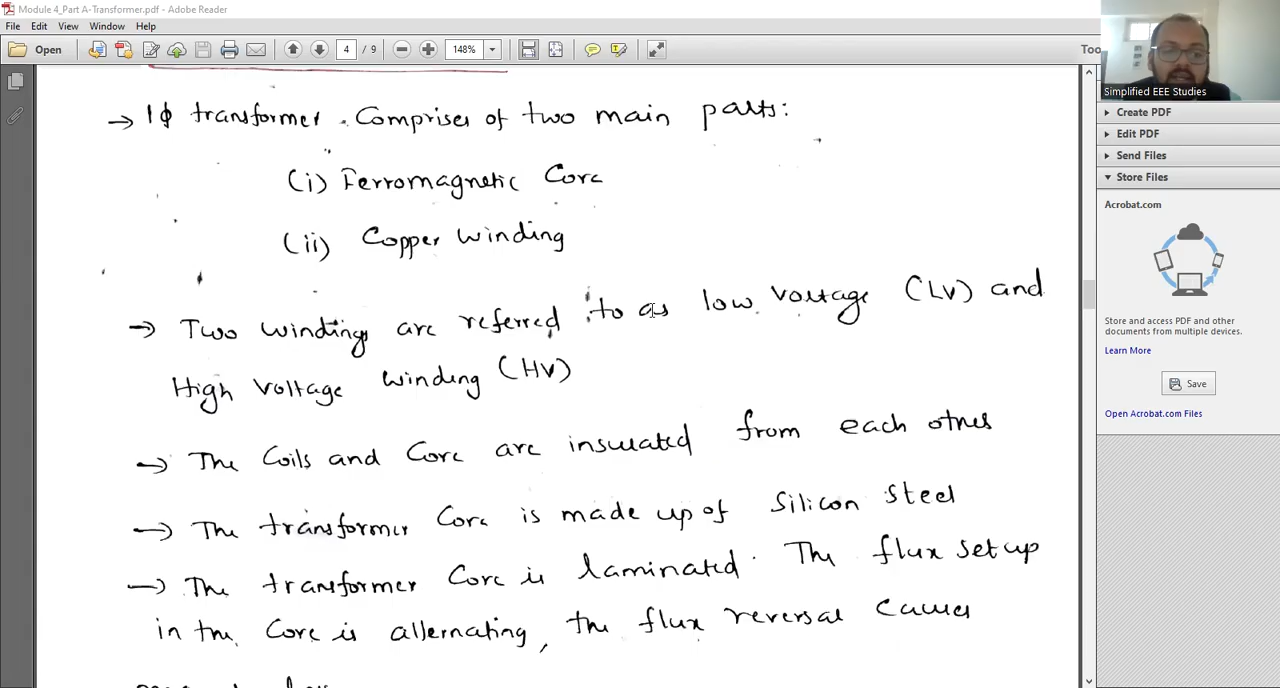 Module 4_Part A-Transformer.pdf - Adobe Reader
File Edit View Window Help
Open 4 / 9 148% Too
Simplified EEE Studies
→ 1ϕ transformer Comprises of two main parts:
(i) Ferromagnetic Core
(ii) Copper Winding
→ Two windings are referred to as low voltage (LV) and
High Voltage winding (HV)
→ The Coils and Core are insulated from each other
→ The transformer Core is made up of Silicon Steel
→ The transformer Core is laminated. The flux set up
in the Core is alternating, the flux reversal causes
Create PDF
Edit PDF
Send Files
Store Files
Acrobat.com
Store and access PDF and other
documents from multiple devices.
Learn More
Save
Open Acrobat.com Files